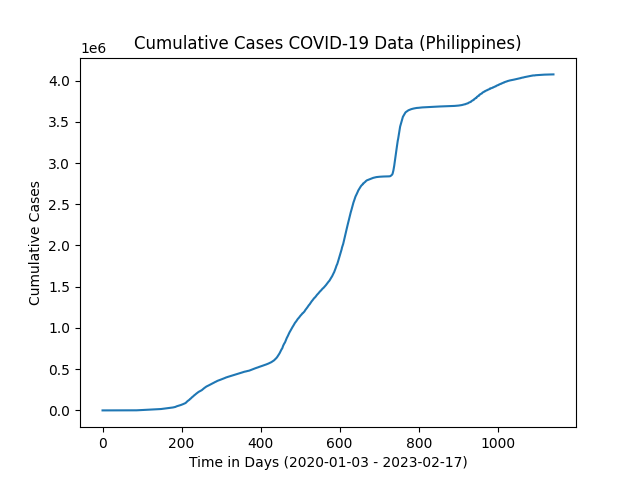 Cumulative Cases COVID-19 Data (Philippines)
1e6
4.0
3.5
3.0
2.5
2.0
1.5
1.0
0.5
0.0
Cumulative Cases
0 200 400 600 800 1000
Time in Days (2020-01-03 - 2023-02-17)